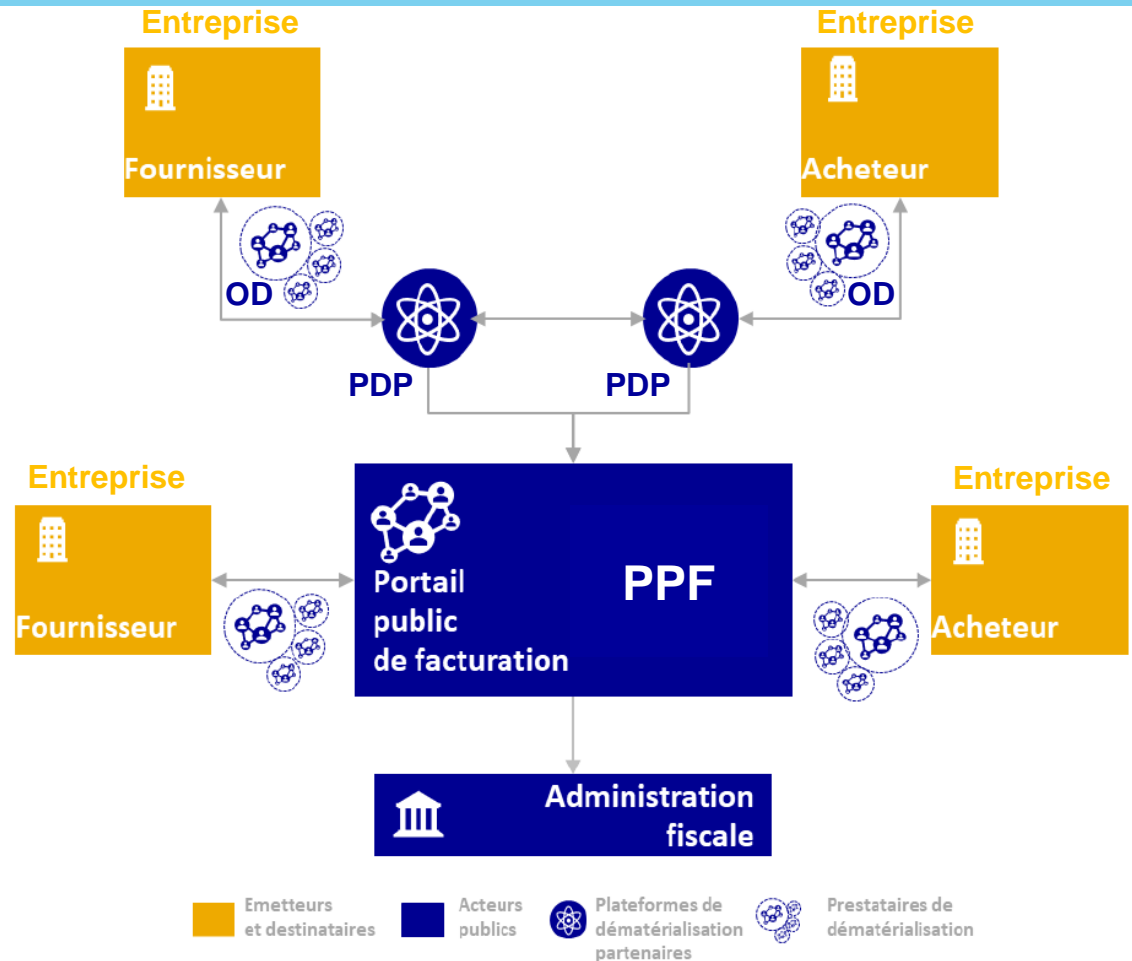 Entreprise
Entreprise
Fournisseur
Acheteur
OD
OD
PDP
PDP
Entreprise
Entreprise
Fournisseur
Portail
public
de facturation
PPF
Acheteur
Administration
fiscale
Emetteurs
et destinataires
Acteurs
publics
Plateformes de
dématérialisation
partenaires
Prestataires de
dématérialisation